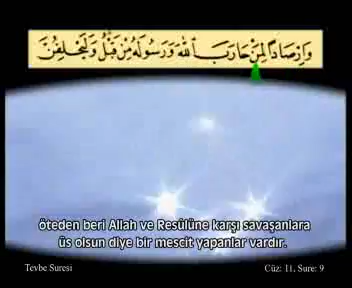 وَإِرْصَادًا لِمَنْ حَارَبَ اللّٰهَ وَرَسُولَهُ مِنْ قَبْلُ وَلَيَحْلِفُنَّ
öteden beri Allah ve Resülüne karşı savaşanlara
üs olsun diye bir mescit yapanlar vardır.
Tevbe Suresi
Cüz: 11, Sure: 9